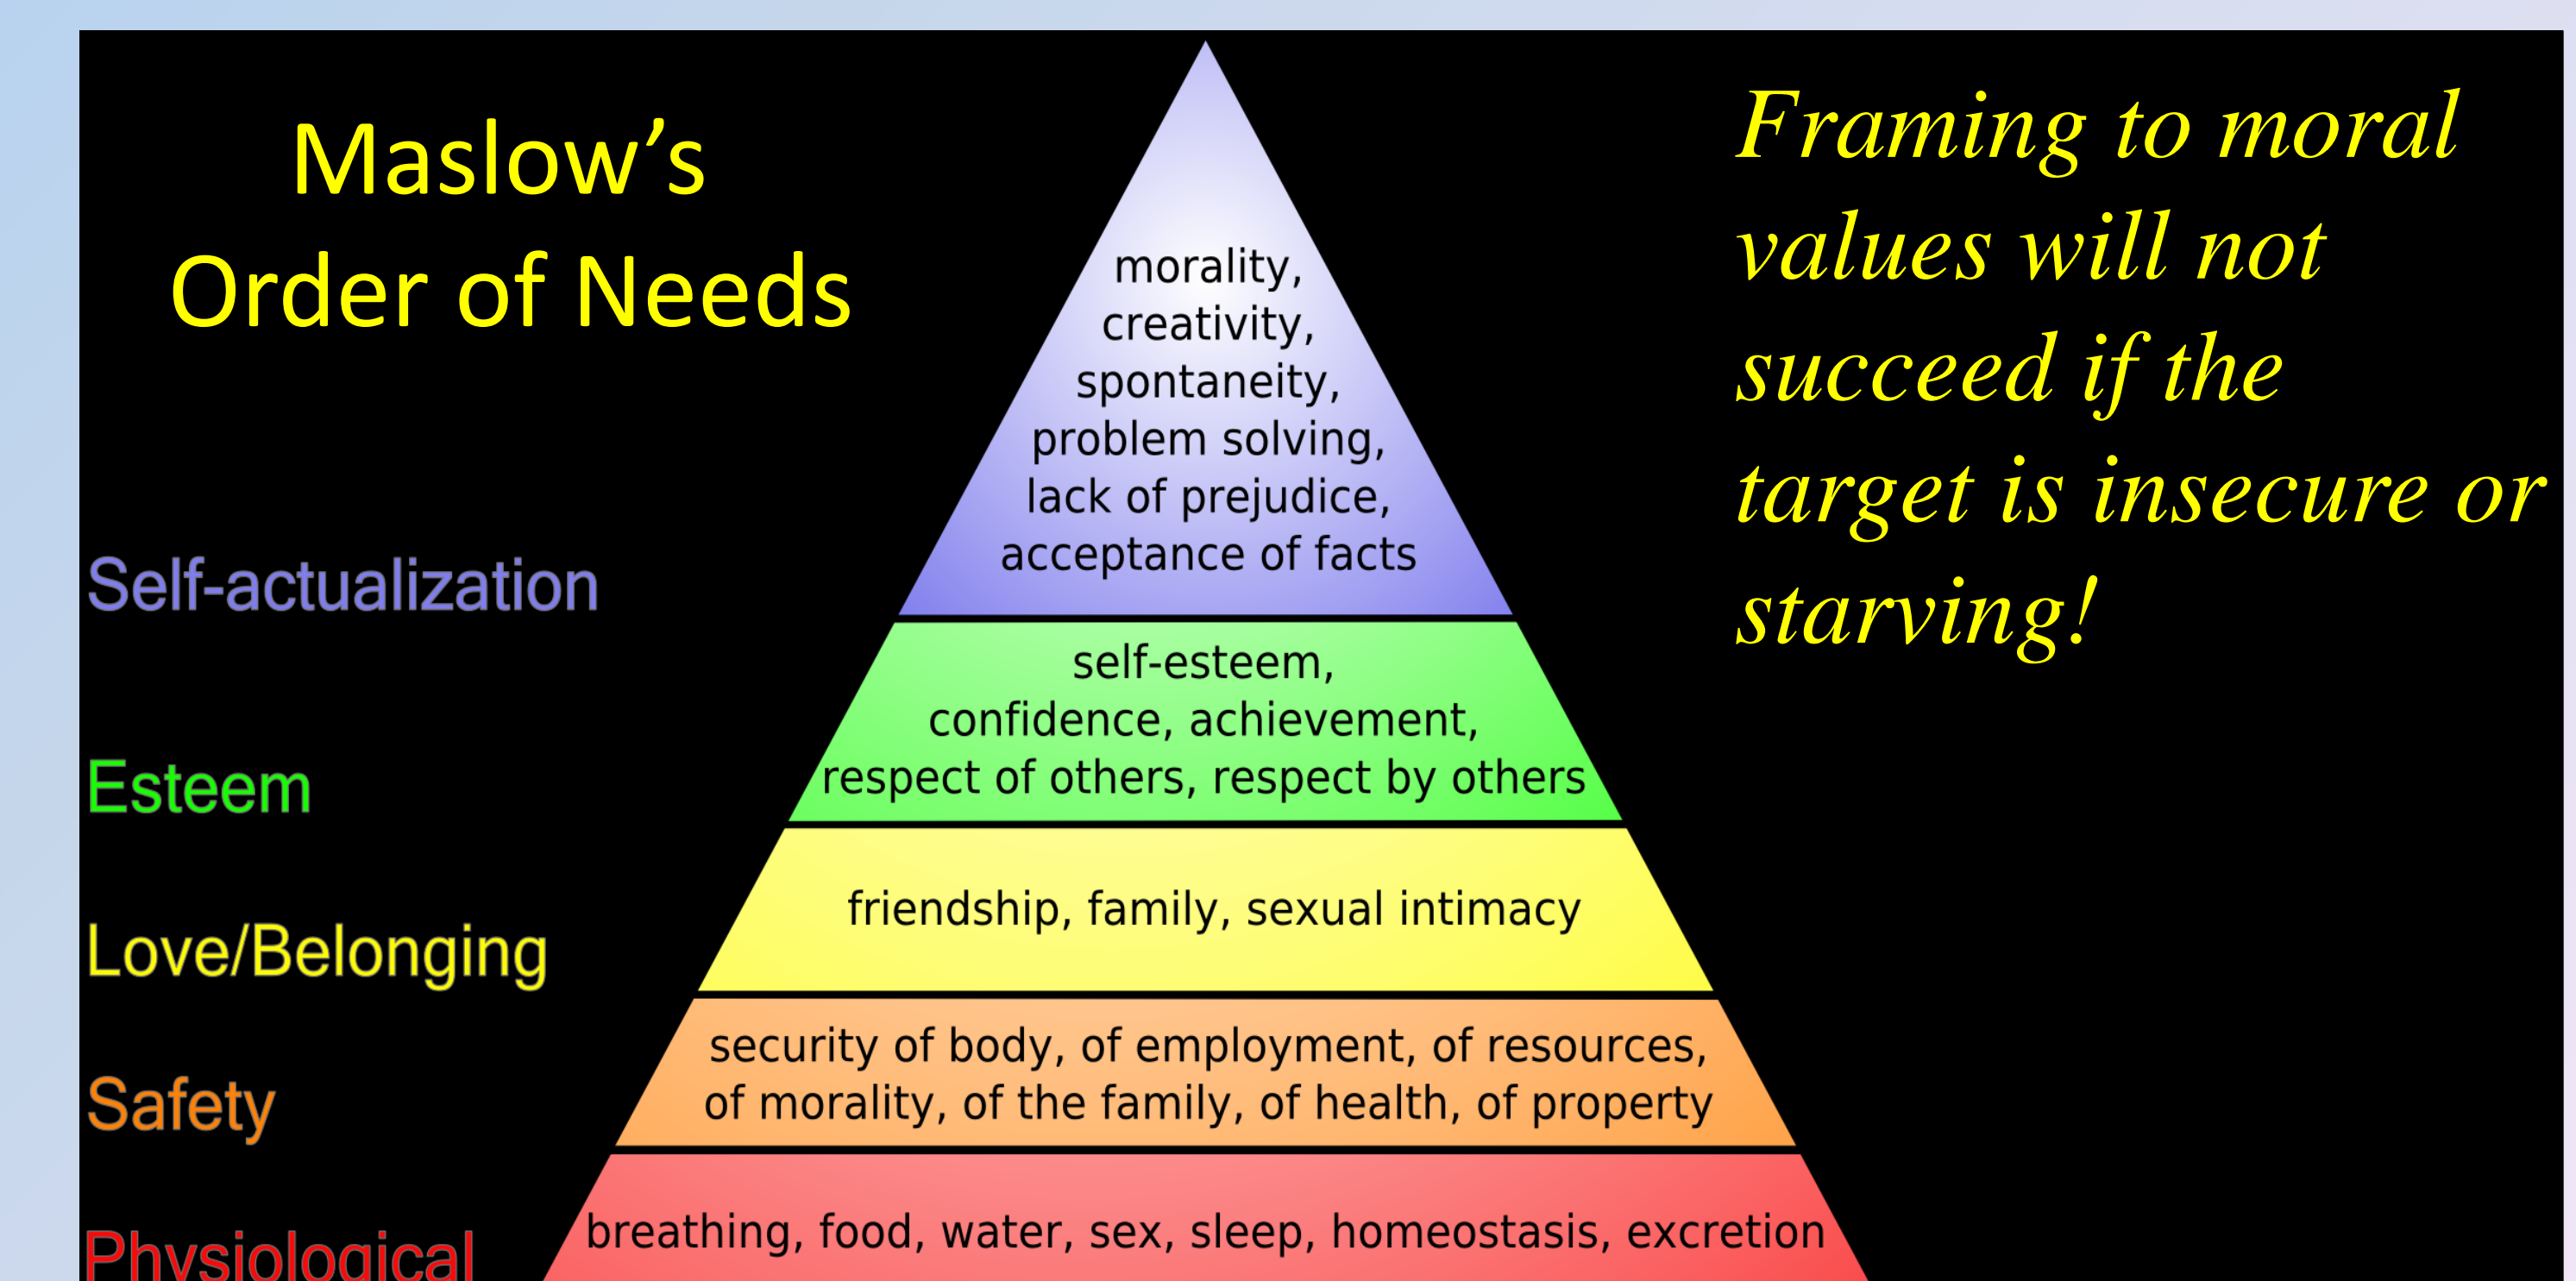 Maslow’s
Order of Needs
Framing to moral
values will not
succeed if the
target is insecure or
starving!
morality,
creativity,
spontaneity,
problem solving,
lack of prejudice,
acceptance of facts
Self-actualization
self-esteem,
confidence, achievement,
respect of others, respect by others
Esteem
friendship, family, sexual intimacy
Love/Belonging
security of body, of employment, of resources,
of morality, of the family, of health, of property
Safety
breathing, food, water, sex, sleep, homeostasis, excretion
Physiological